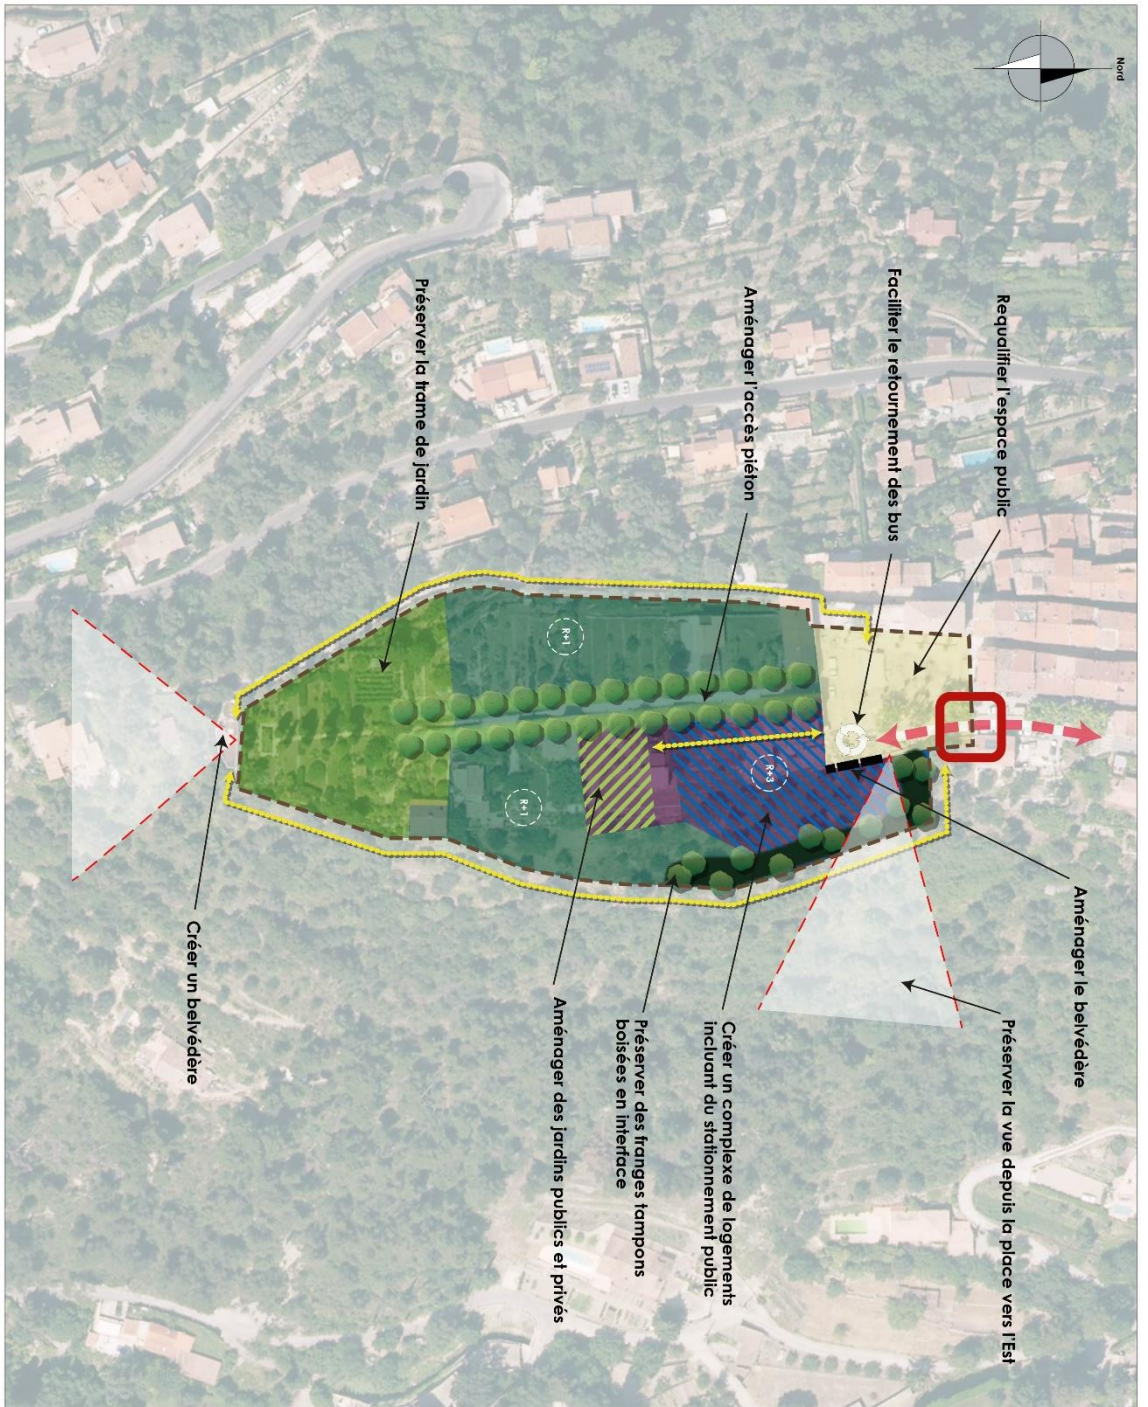 Nord
Préserver la vue depuis la place vers l'Est
Aménager le belvédère
Requalifier l'espace public
Faciliter le retournement des bus
Aménager l'accès piéton
Créer un complexe de logements
incluant du stationnement public
Préserver des franges tampons
boisées en interface
Aménager des jardins publics et privés
Préserver la trame de jardin
Créer un belvédère
R+3
R+1
R+1